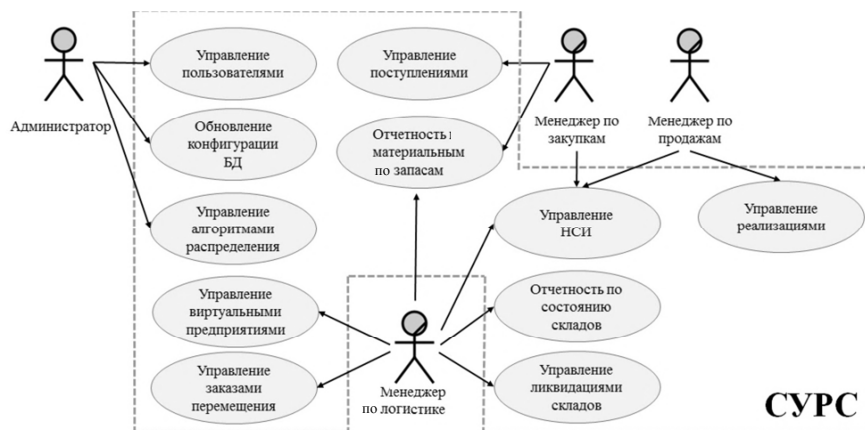 Управление
пользователями
Управление
поступлениями
Администратор
Обновление
конфигурации
БД
Отчетность
материальным
по запасам
Менеджер по
закупкам
Менеджер по
продажам
Управление
алгоритмами
распределения
Управление
НСИ
Управление
реализациями
Управление
виртуальными
предприятиями
Отчетность по
состоянию
складов
Управление
заказами
перемещения
Менеджер
по логистике
Управление
ликвидациями
складов
СУРС